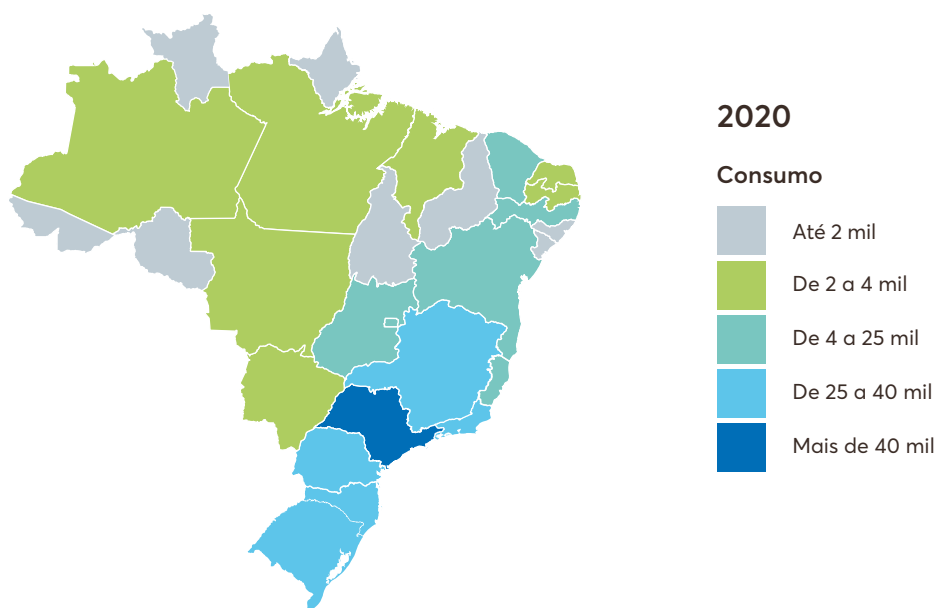 2020
Consumo
Até 2 mil
De 2 a 4 mil
De 4 a 25 mil
De 25 a 40 mil
Mais de 40 mil